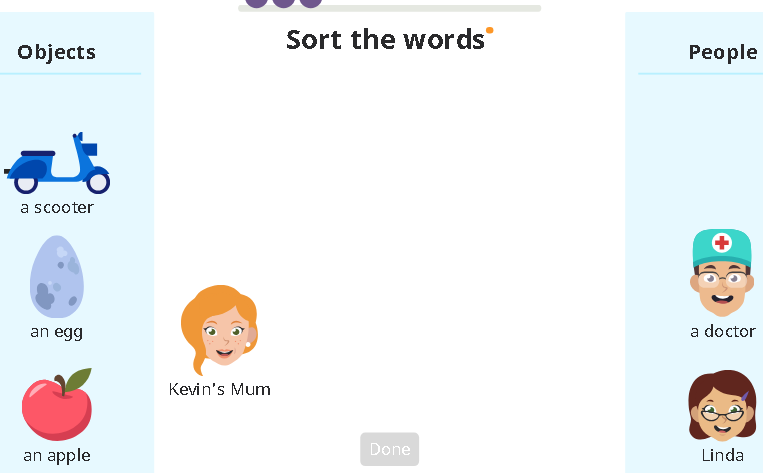 Sort the words
Objects
a scooter
an egg
an apple
Kevin's Mum
Done
People
a doctor
Linda